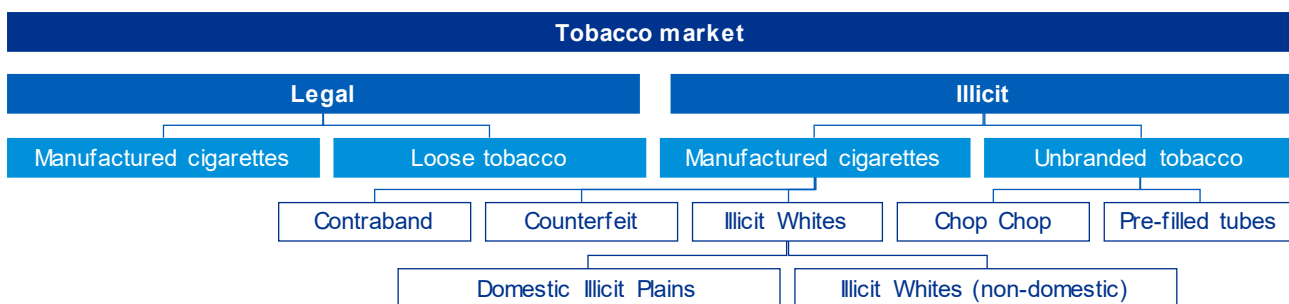 Tobacco market
Legal
Illicit
Manufactured cigarettes
Loose tobacco
Manufactured cigarettes
Unbranded tobacco
Contraband
Counterfeit
Illicit Whites
Chop Chop
Pre-filled tubes
Domestic Illicit Plains
Illicit Whites (non-domestic)